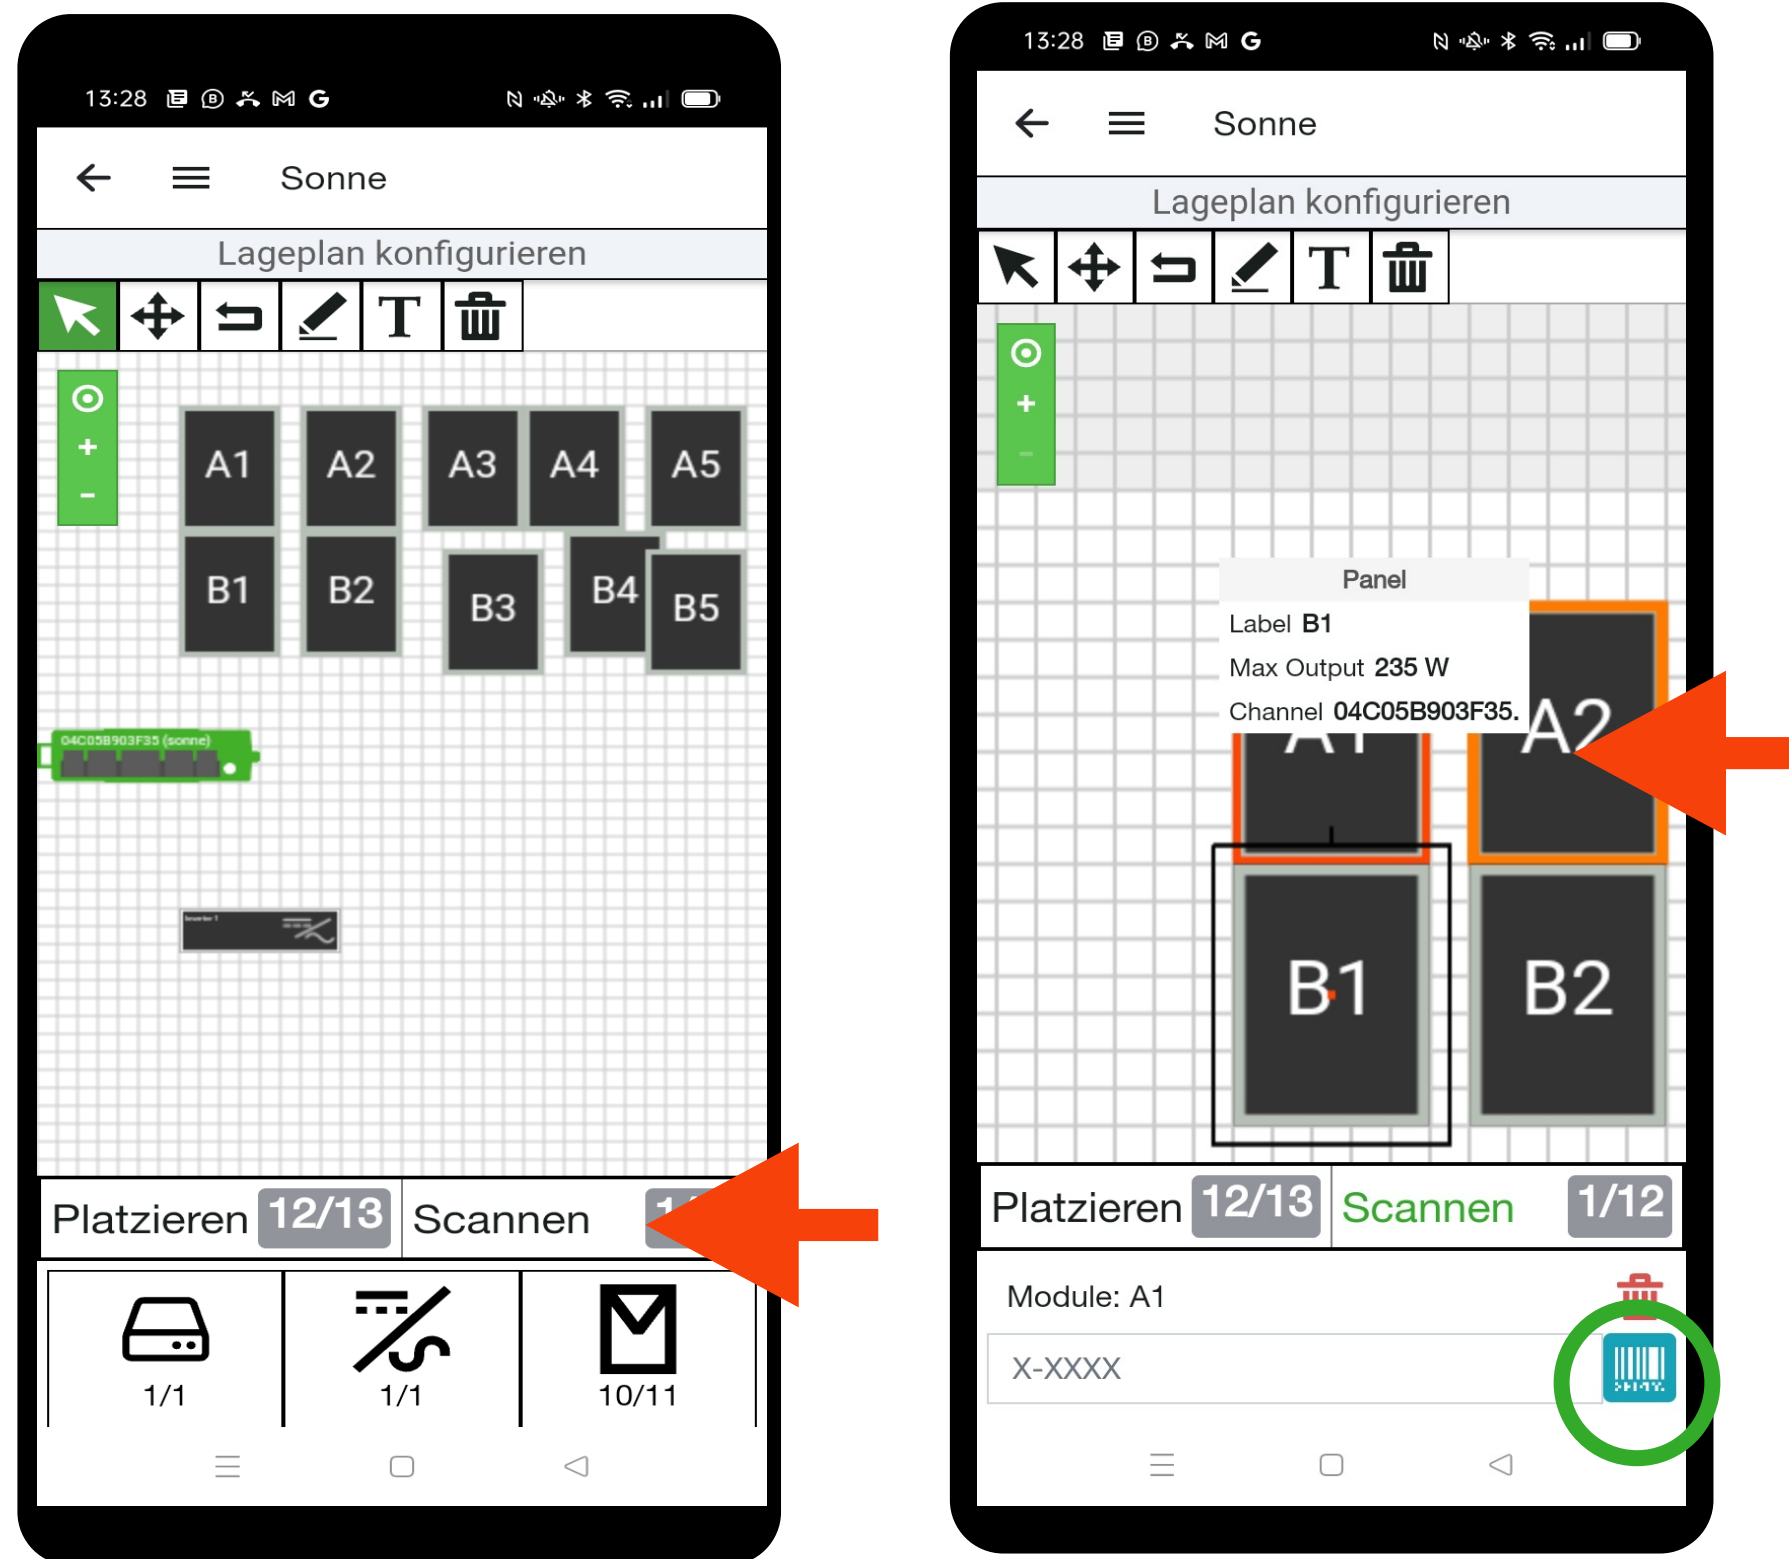 13:28
Sonne
Lageplan konfigurieren
T
A1 A2 A3 A4 A5
B1 B2 B3 B4 B5
04C05B903F35 (sonne)
Platzieren 12/13 Scannen
1/1 1/1 10/11
13:28
Sonne
Lageplan konfigurieren
T
Panel
Label B1
Max Output 235 W
Channel 04C05B903F35.
A1 A2
B1 B2
Platzieren 12/13 Scannen 1/12
Module: A1
X-XXXX